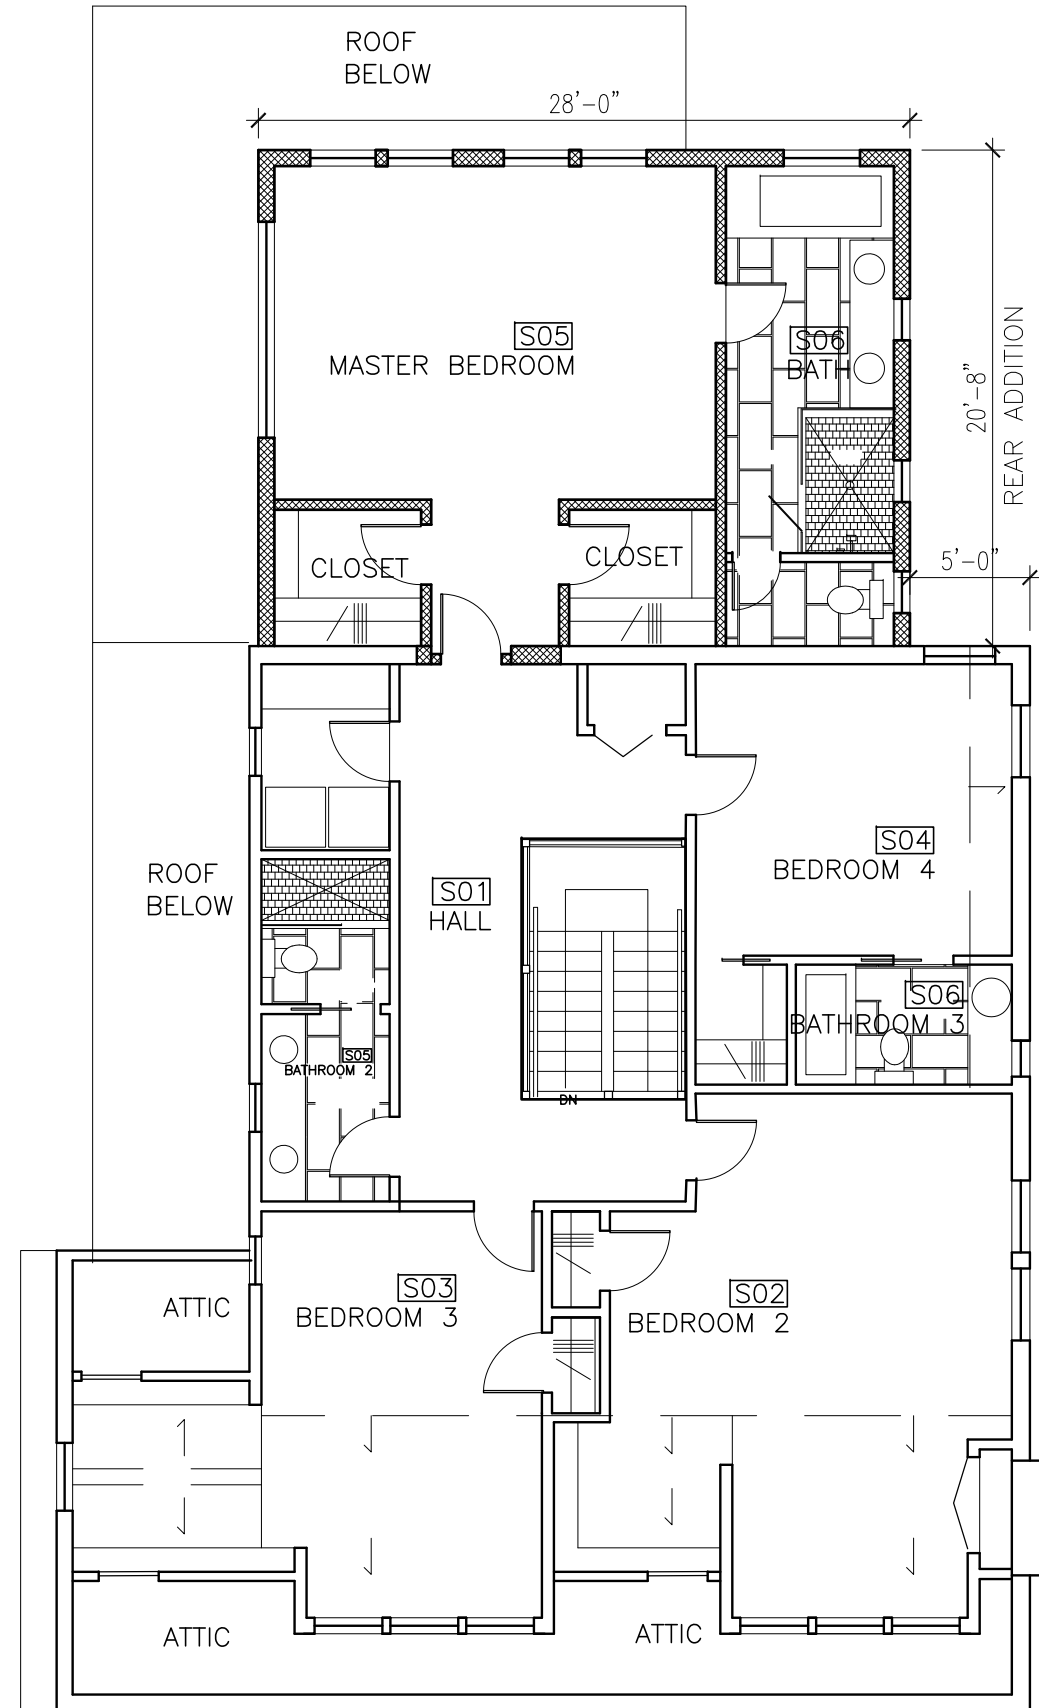 ROOF
BELOW
28'-0"
S05
MASTER BEDROOM
S06
BATH
20'-8"
REAR ADDITION
CLOSET
CLOSET
5'-0"
S04
BEDROOM 4
ROOF
BELOW
S01
HALL
S06
BATHROOM 3
S05
BATHROOM 2
DN
S03
BEDROOM 3
S02
BEDROOM 2
ATTIC
ATTIC
ATTIC